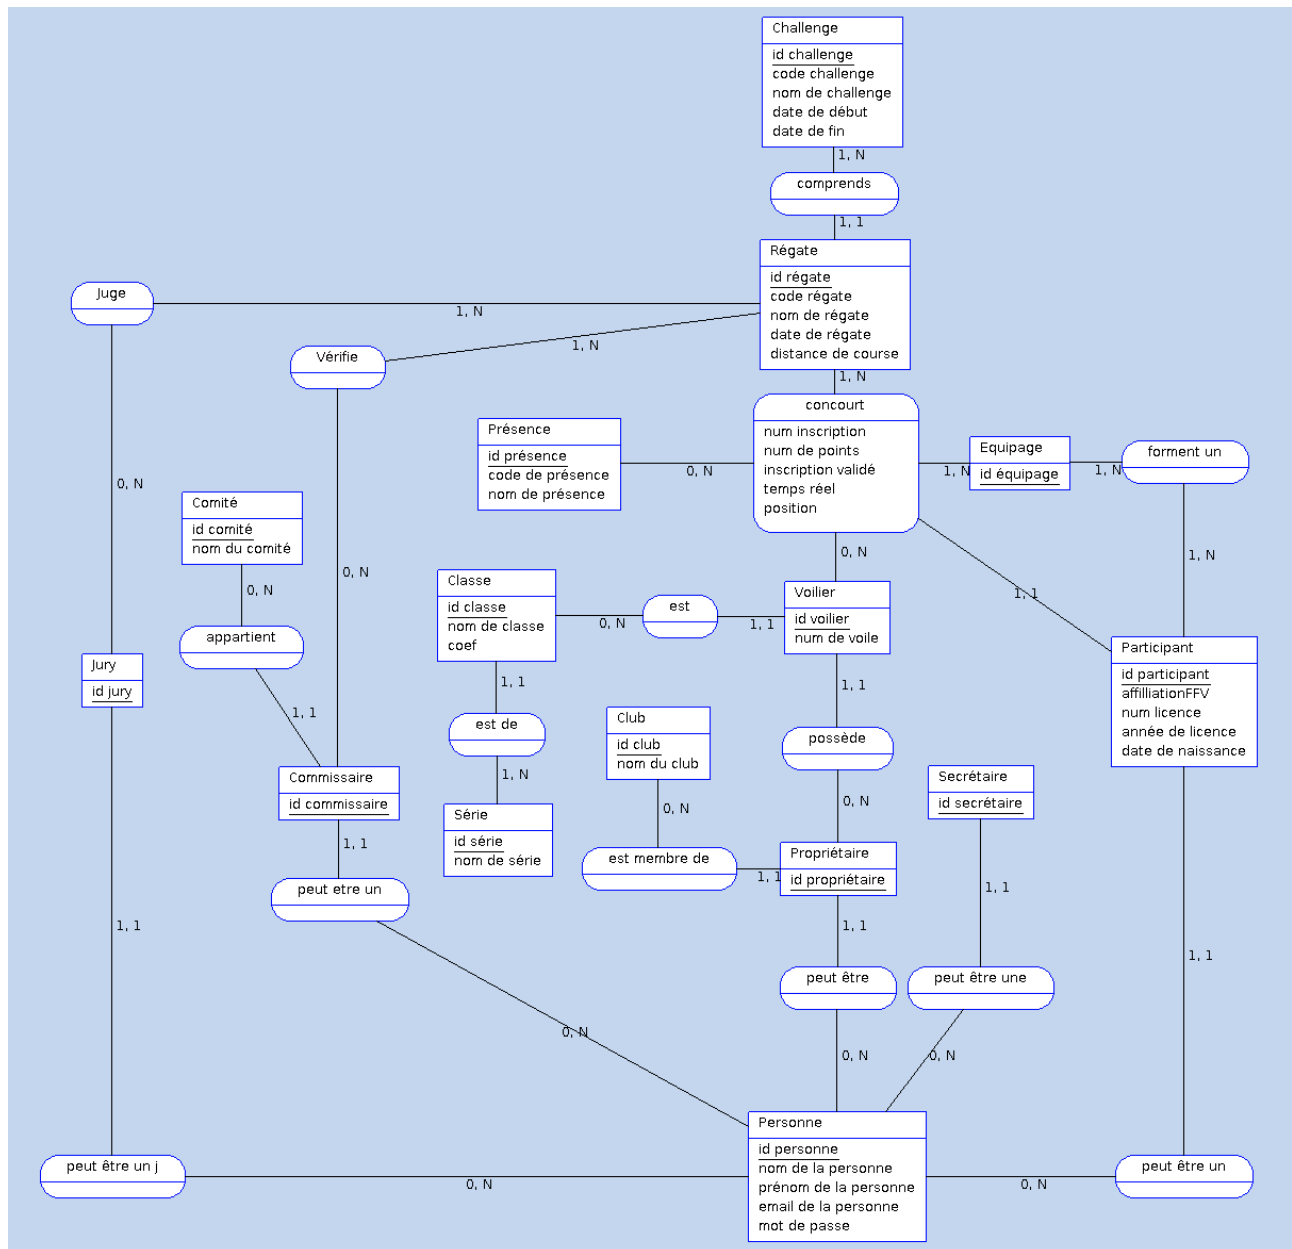 Challenge
id challenge
code challenge
nom de challenge
date de début
date de fin
1, N
comprends
1, 1
Régate
id régate
code régate
nom de régate
date de régate
distance de course
Juge
1, N
Vérifie
1, N
1, N
concourt
num inscription
num de points
inscription validé
temps réel
position
Présence
id présence
code de présence
nom de présence
0, N
Equipage
id équipage
1, N
forment un
1, N
0, N
Comité
id comité
nom du comité
0, N
0, N
0, N
1, N
Classe
id classe
nom de classe
coef
0, N
est
1, 1
Voilier
id voilier
num de voile
1, 1
appartient
Jury
id jury
Participant
id participant
affilliationFFV
num licence
année de licence
date de naissance
1, 1
1, 1
1, 1
est de
Club
id club
nom du club
possède
1, N
Commissaire
id commissaire
Secrétaire
id secrétaire
Série
id série
nom de série
0, N
0, N
1, 1
est membre de
1, 1
Propriétaire
id propriétaire
peut etre un
1, 1
1, 1
1, 1
1, 1
peut être
peut être une
0, N
0, N
0, N
Personne
id personne
nom de la personne
prénom de la personne
email de la personne
mot de passe
peut être un j
0, N
0, N
peut être un